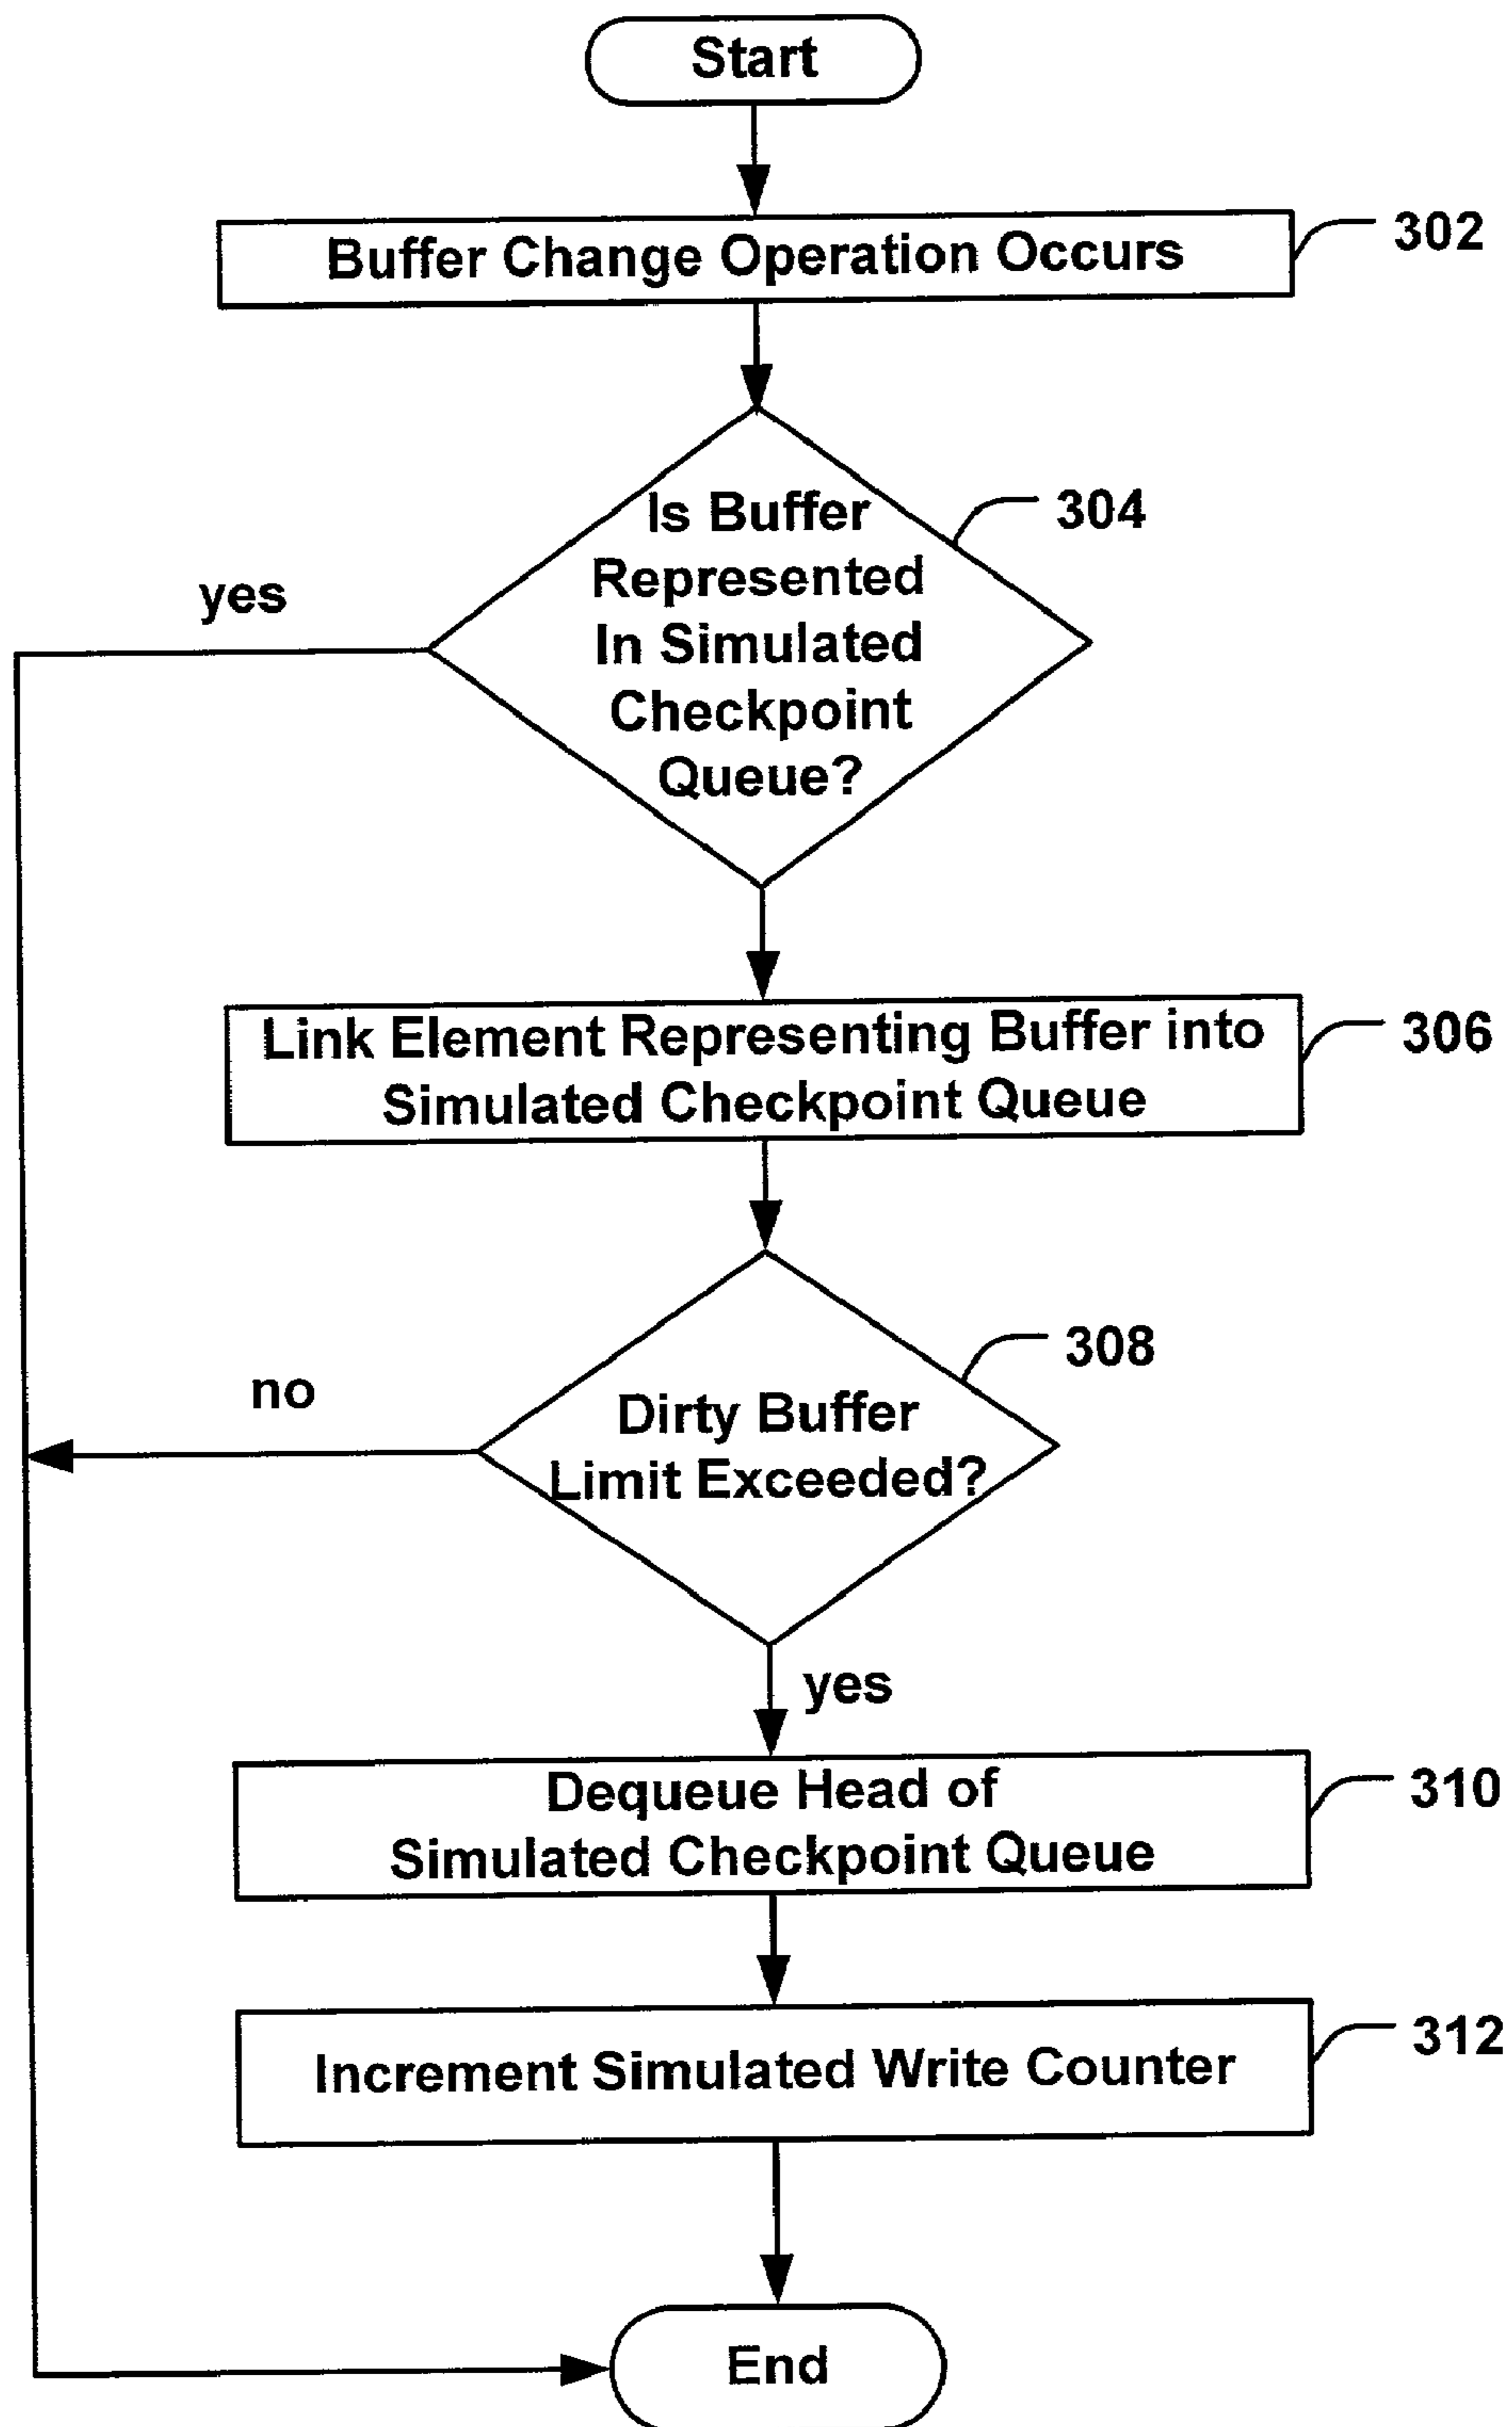 Start
Buffer Change Operation Occurs
302
Is Buffer
Represented
In Simulated
Checkpoint
Queue?
304
yes
Link Element Representing Buffer into
Simulated Checkpoint Queue
306
Dirty Buffer
Limit Exceeded?
308
no
yes
Dequeue Head of
Simulated Checkpoint Queue
310
Increment Simulated Write Counter
312
End